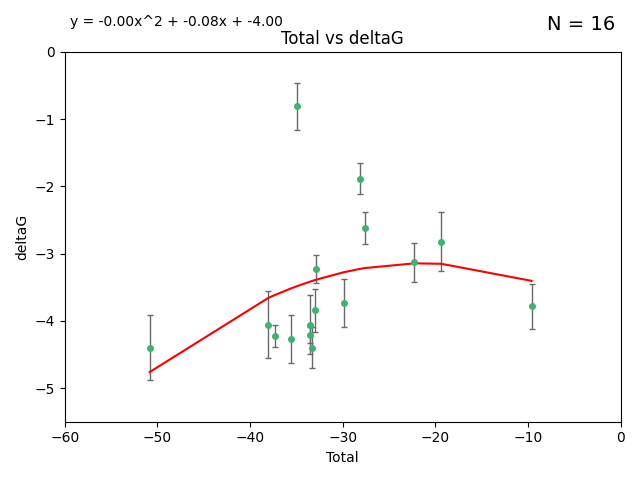 y = -0.00x^2 + -0.08x + -4.00
N = 16
Total vs deltaG
0
−1
−2
−3
−4
−5
deltaG
−60
−50
−40
−30
−20
−10
0
Total